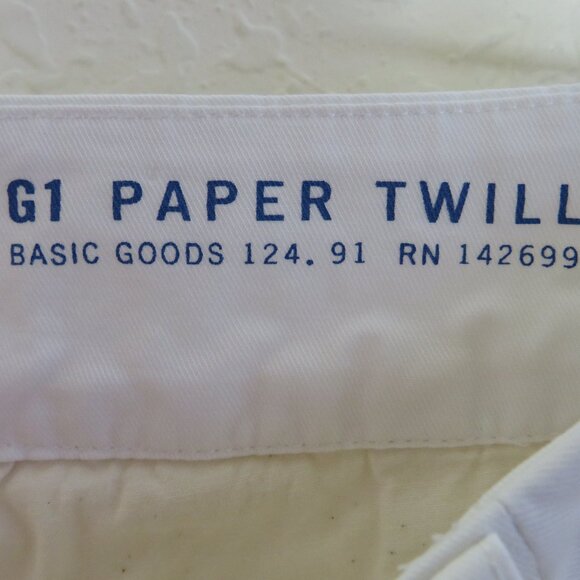 G1 PAPER TWILL
BASIC GOODS 124. 91 RN 142699